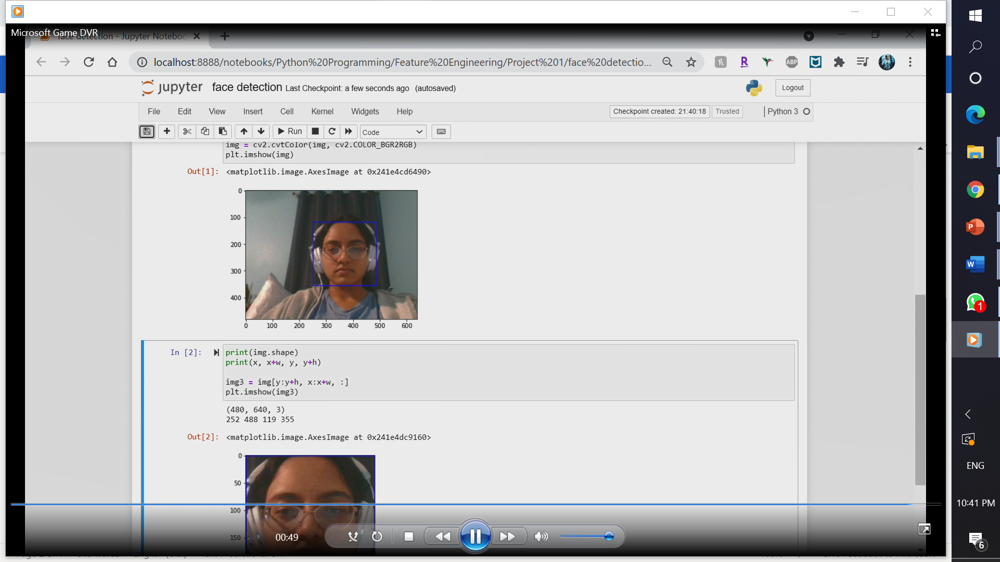 Microsoft Game DVR
face detection - Jupyter Notebo
localhost:8888/notebooks/Python%20Programming/Feature%20Engineering/Project%201/face%20detectio...
ABP
jupyter face detection Last Checkpoint: a few seconds ago (autosaved)
Logout
File Edit View Insert Cell Kernel Widgets Help
Checkpoint created: 21:40:18 Trusted Python 3
Run Code
img = cv2.cvtColor(img, cv2.COLOR_BGR2RGB)
plt.imshow(img)
Out[1]: <matplotlib.image.AxesImage at 0x241e4cd6490>
0
100
200
300
400
0 100 200 300 400 500 600
In [2]: print(img.shape)
print(x, x+w, y, y+h)
img3 = img[y:y+h, x:x+w, :]
plt.imshow(img3)
(480, 640, 3)
252 488 119 355
Out[2]: <matplotlib.image.AxesImage at 0x241e4dc9160>
0
50
100
150
00:49
1
ENG
10:41 PM
6